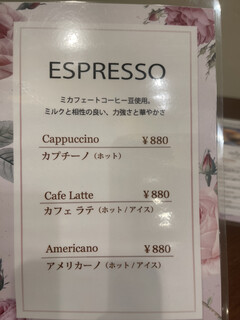 ESPRESSO
ミカフェートコーヒー豆使用。
ミルクと相性の良い、力強さと華やかさ
Cappuccino ￥880
カプチーノ（ホット）
Cafe Latte ￥880
カフェ ラテ（ホット / アイス）
Americano ￥880
アメリカーノ（ホット / アイス）